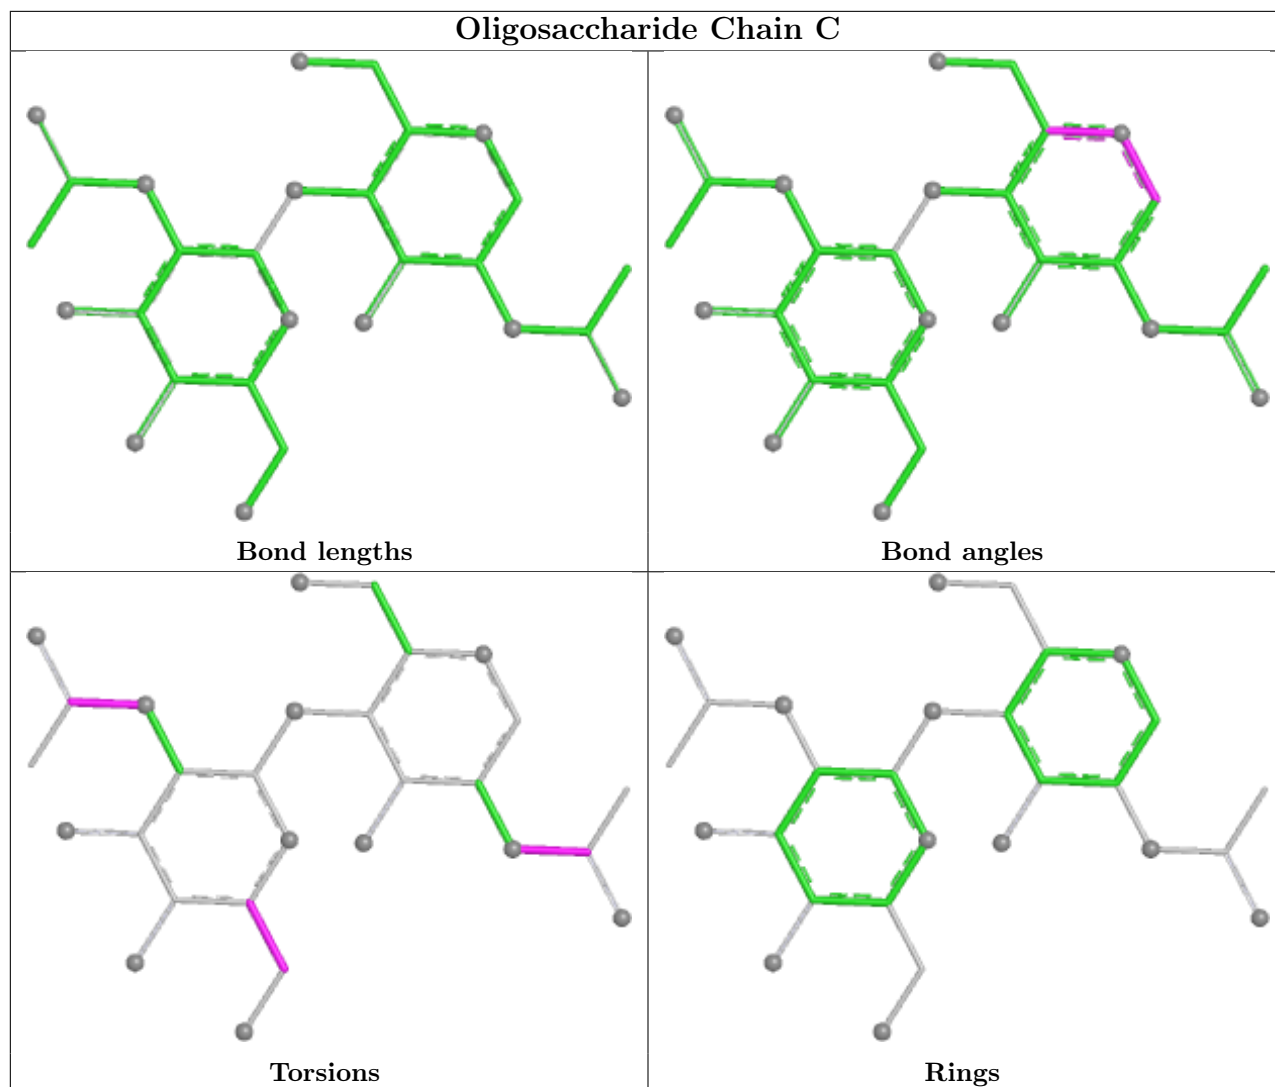 Oligosaccharide Chain C
Bond lengths
Bond angles
Torsions
Rings